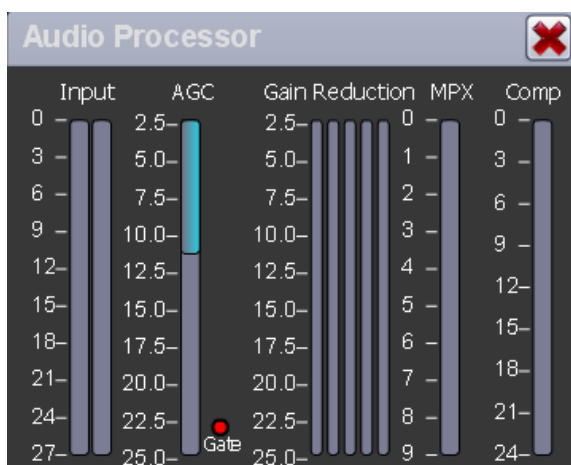 Audio Processor
Input AGC Gain Reduction MPX Comp
0 2.5 2.5 0 0
3 5.0 5.0 1 3
6 7.5 7.5 2 6
9 10.0 10.0 3 9
12 12.5 12.5 4 12
15 15.0 15.0 5 15
18 17.5 17.5 6 18
21 20.0 20.0 7 21
24 22.5 22.5 8 24
Gate
27 25.0 25.0 9